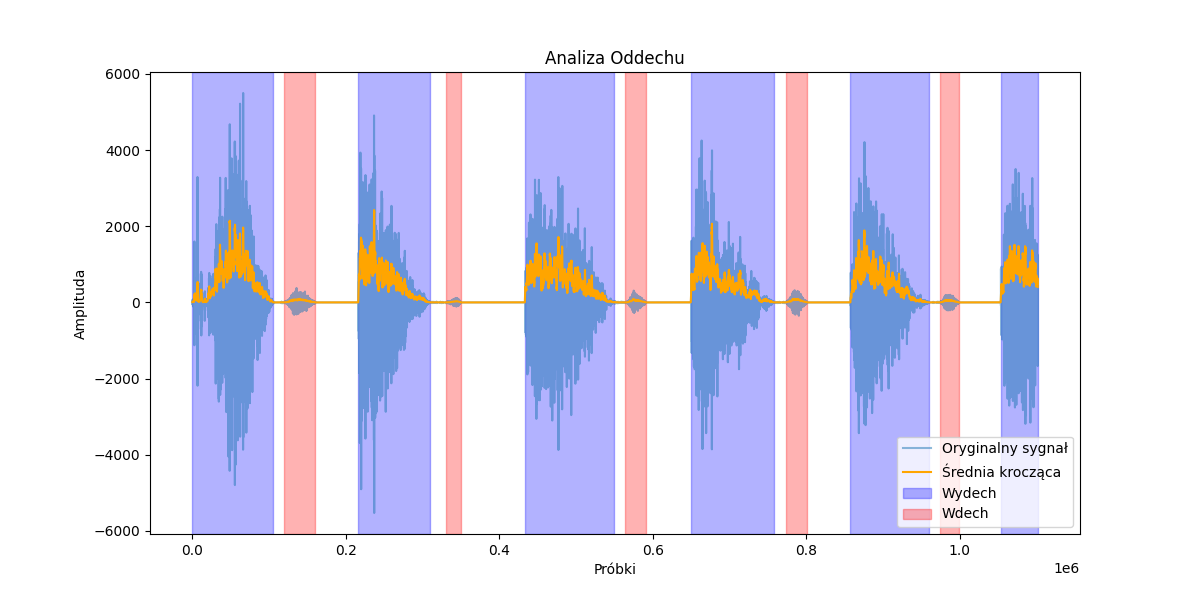 Analiza Oddechu
6000
4000
2000
0
−2000
−4000
−6000
Amplituda
0.0 0.2 0.4 0.6 0.8 1.0
1e6
Próbki
Oryginalny sygnał
Średnia krocząca
Wydech
Wdech